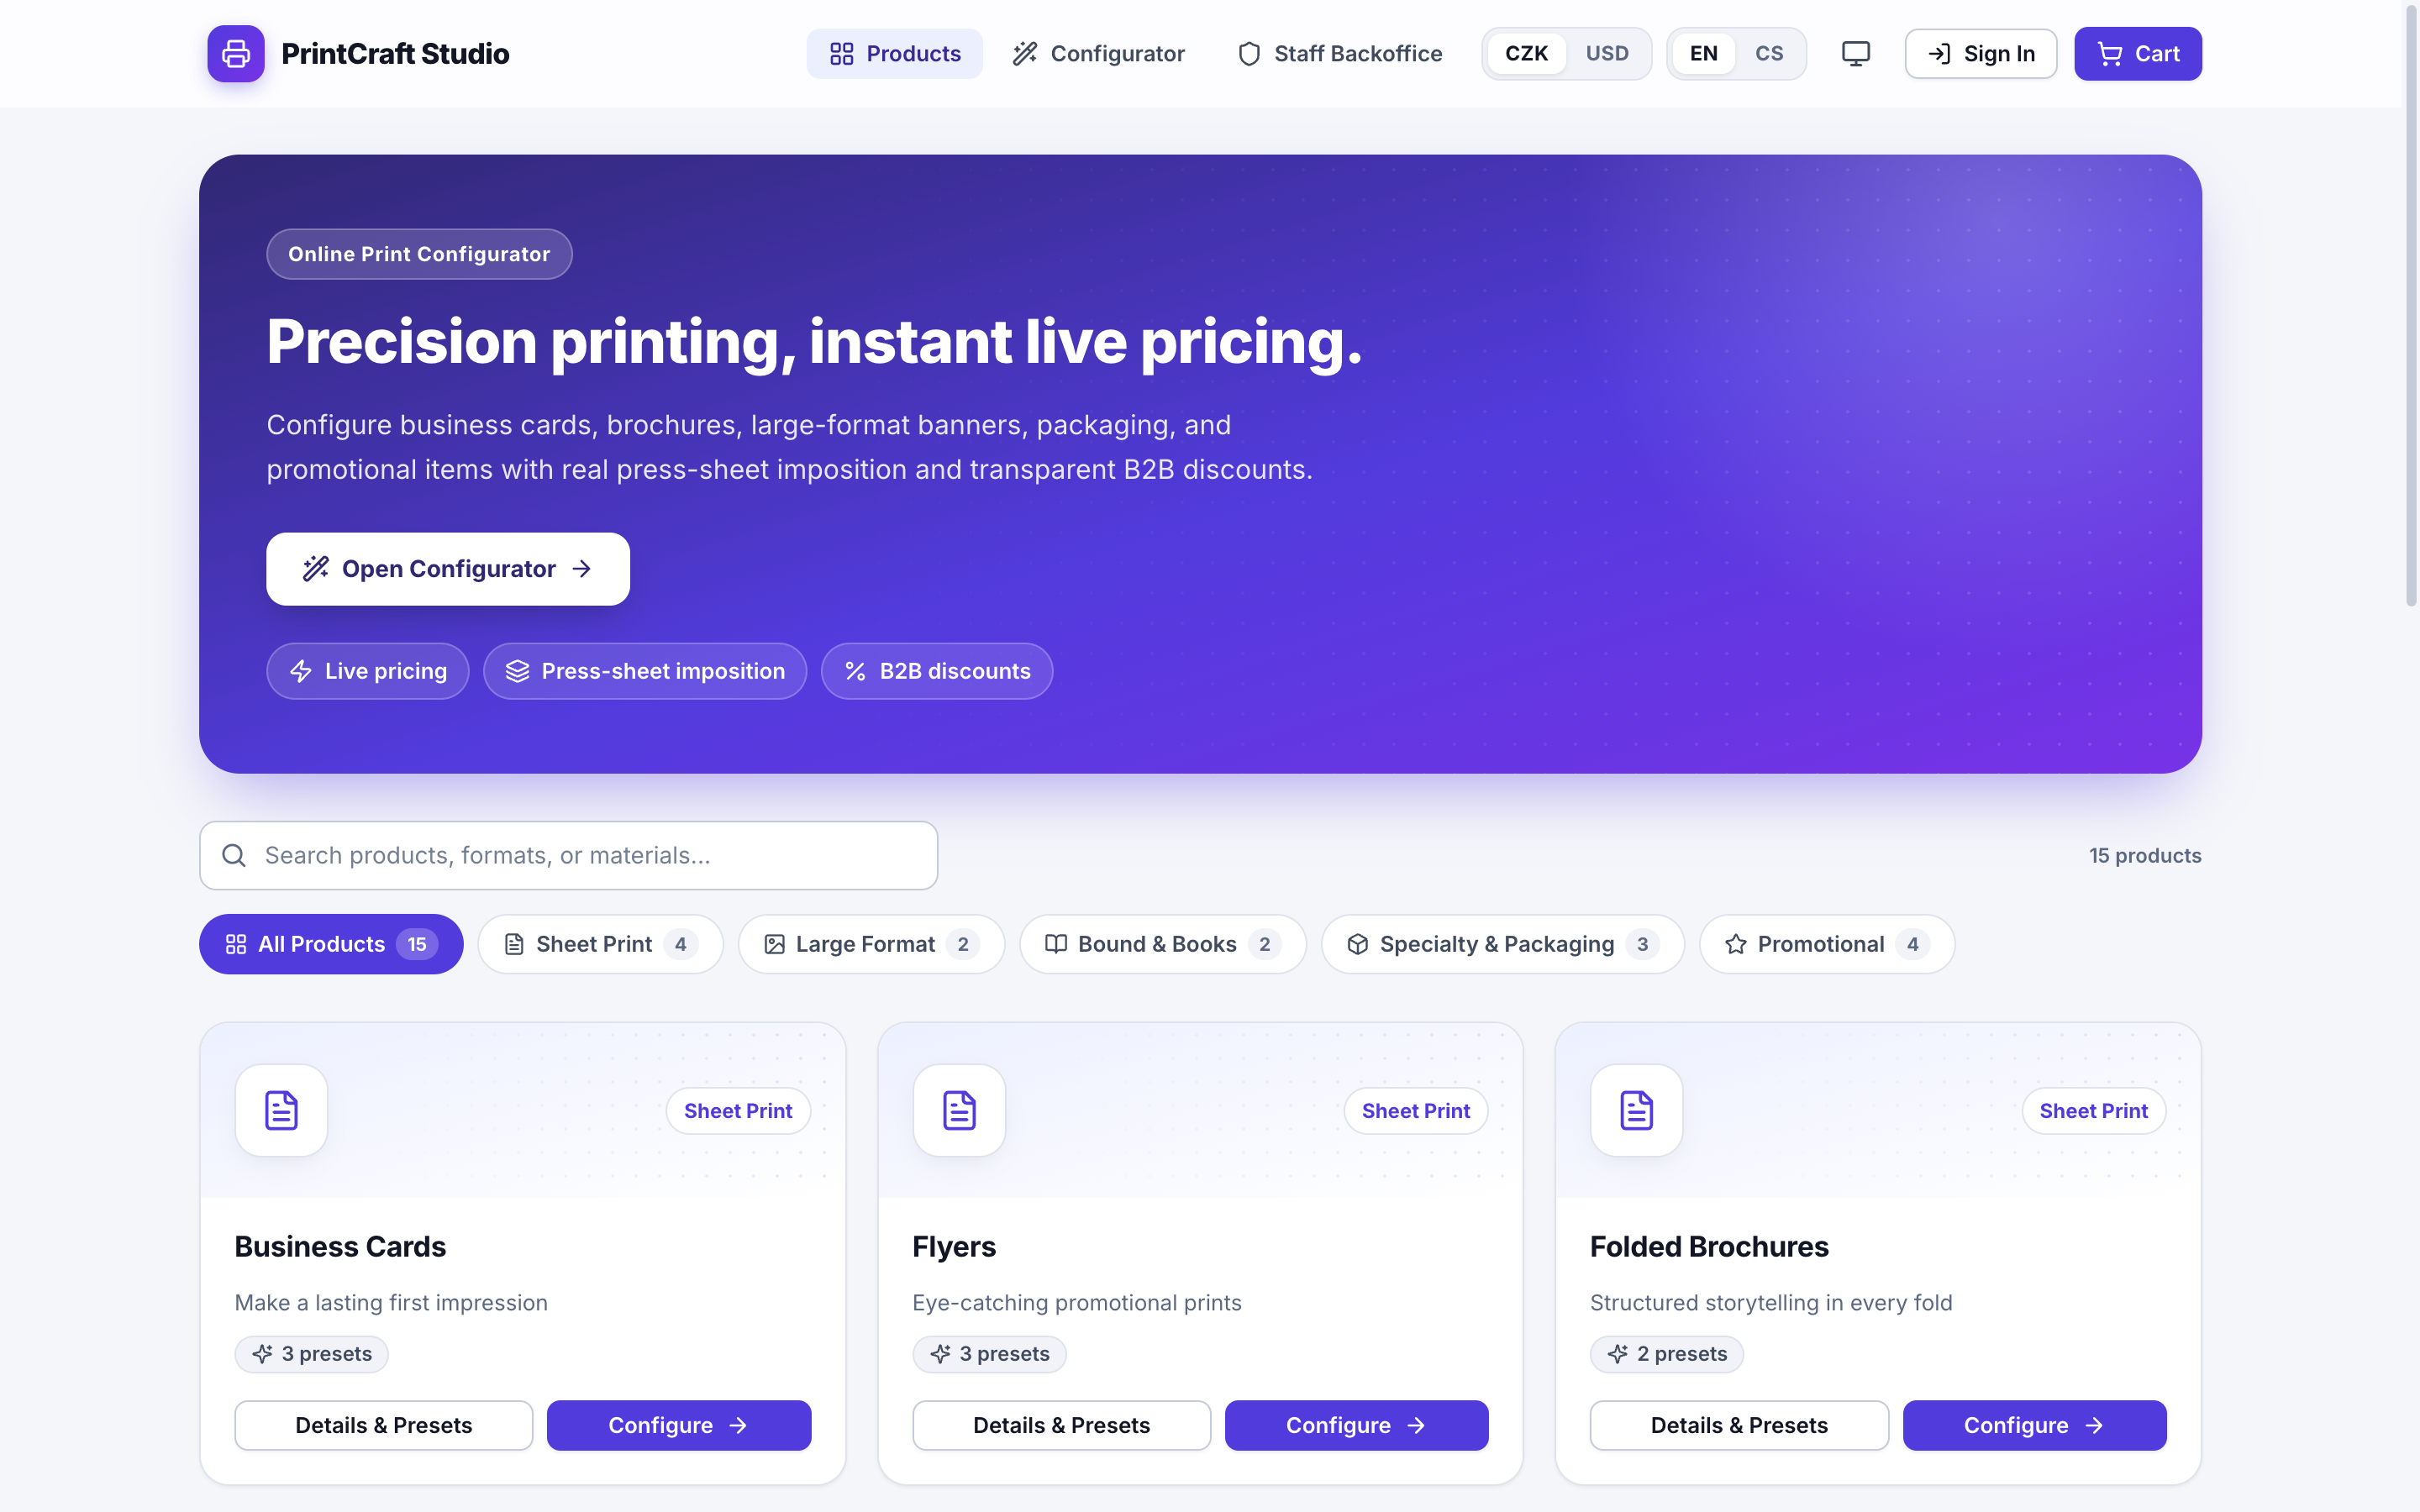 PrintCraft Studio
Products
Configurator
Staff Backoffice
CZK USD
EN CS
Sign In
Cart
Online Print Configurator
Precision printing, instant live pricing.
Configure business cards, brochures, large-format banners, packaging, and
promotional items with real press-sheet imposition and transparent B2B discounts.
Open Configurator
Live pricing
Press-sheet imposition
B2B discounts
Search products, formats, or materials...
15 products
All Products 15
Sheet Print 4
Large Format 2
Bound & Books 2
Specialty & Packaging 3
Promotional 4
Sheet Print
Business Cards
Make a lasting first impression
3 presets
Details & Presets
Configure
Sheet Print
Flyers
Eye-catching promotional prints
3 presets
Details & Presets
Configure
Sheet Print
Folded Brochures
Structured storytelling in every fold
2 presets
Details & Presets
Configure